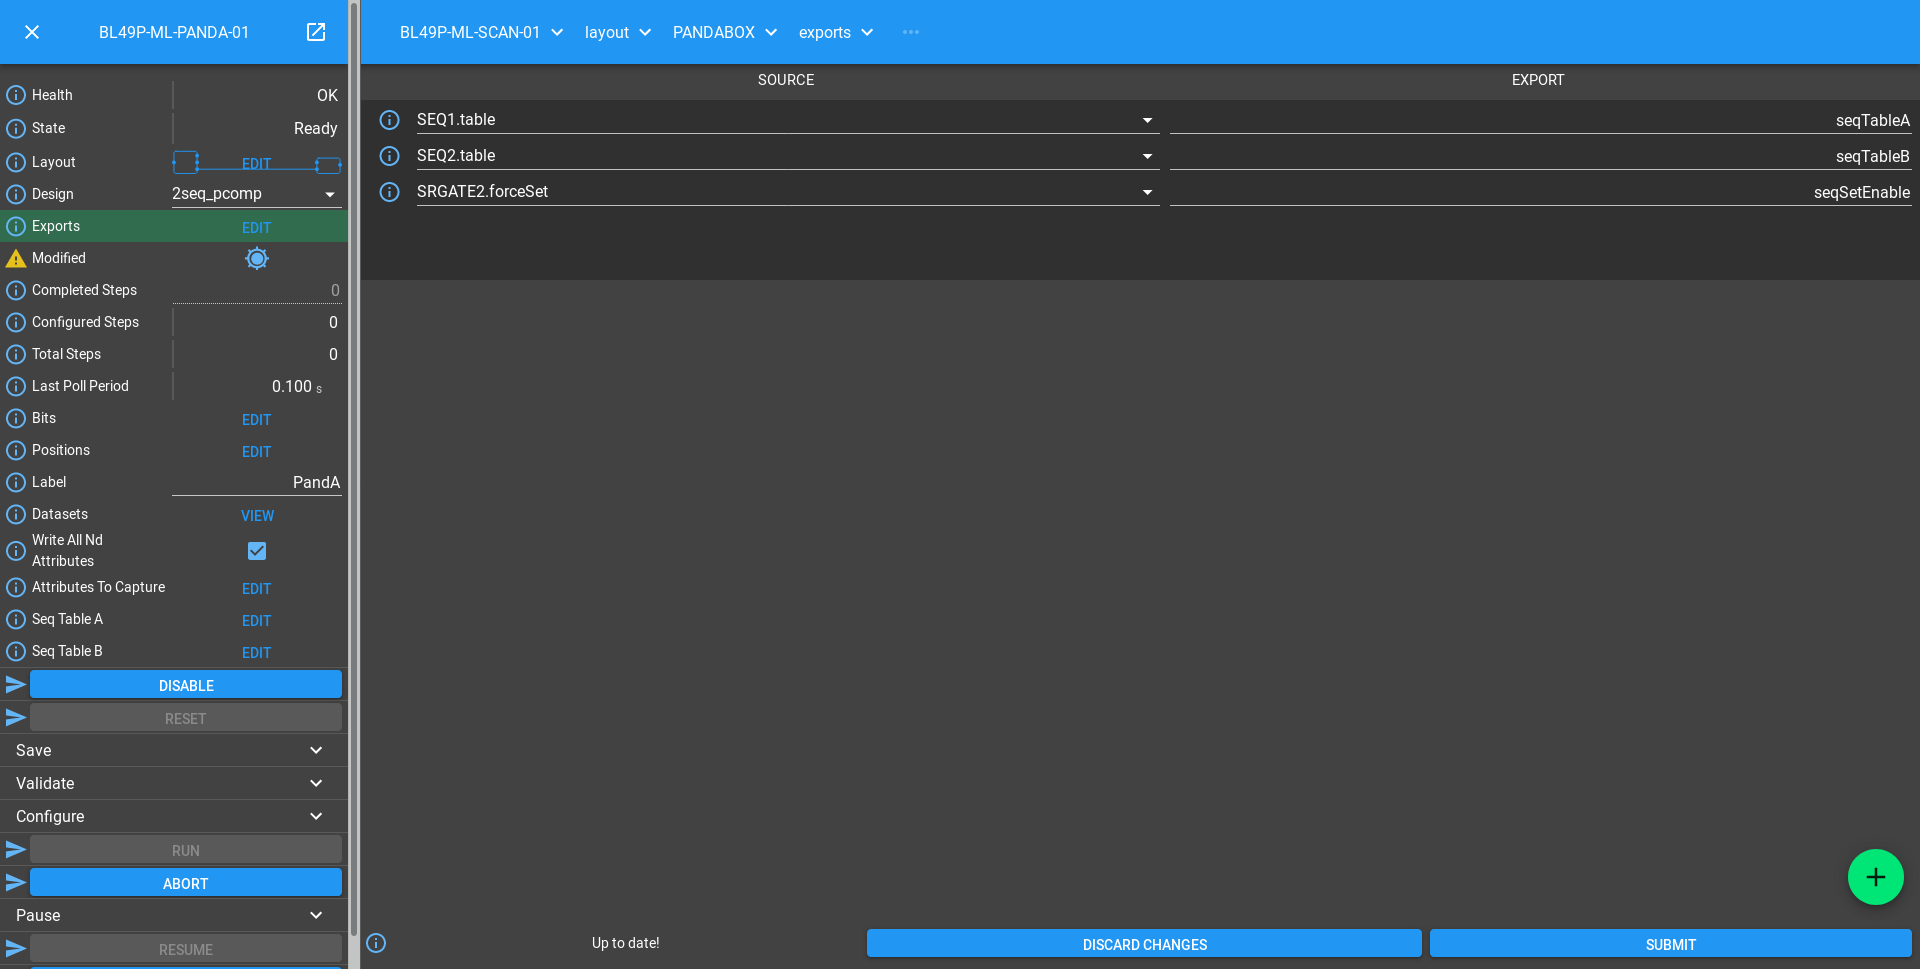 BL49P-ML-PANDA-01
Health OK
State Ready
Layout EDIT
Design 2seq_pcomp
Exports EDIT
Modified
Completed Steps 0
Configured Steps 0
Total Steps 0
Last Poll Period 0.100 s
Bits EDIT
Positions EDIT
Label PandA
Datasets VIEW
Write All Nd
Attributes
Attributes To Capture EDIT
Seq Table A EDIT
Seq Table B EDIT
DISABLE
RESET
Save
Validate
Configure
RUN
ABORT
Pause
RESUME
BL49P-ML-SCAN-01 layout PANDABOX exports
SOURCE EXPORT
SEQ1.table seqTableA
SEQ2.table seqTableB
SRGATE2.forceSet seqSetEnable
Up to date! DISCARD CHANGES SUBMIT